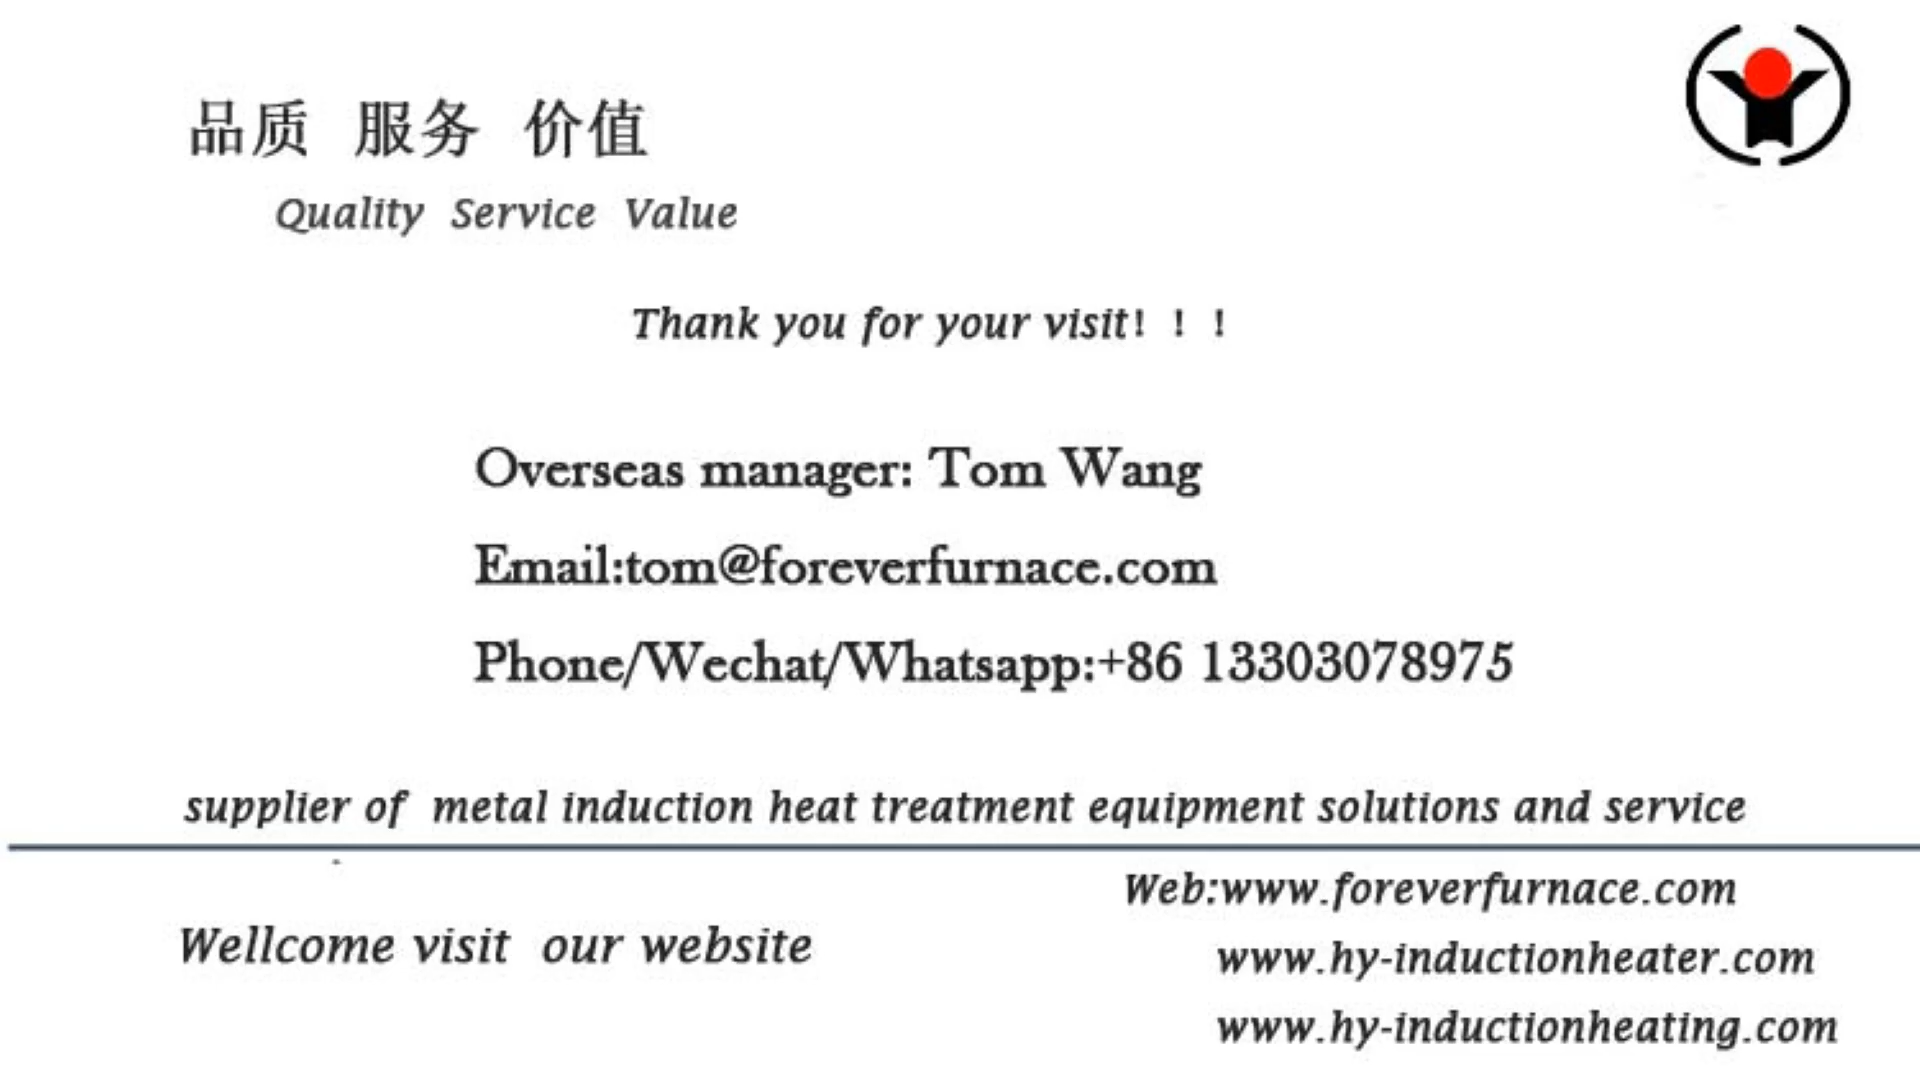 品质 服务 价值
Quality Service Value
Thank you for your visit! ! !
Overseas manager: Tom Wang
Email:tom@foreverfurnace.com
Phone/Wechat/Whatsapp:+86 13303078975
supplier of metal induction heat treatment equipment solutions and service
Web:www.foreverfurnace.com
Wellcome visit our website
www.hy-inductionheater.com
www.hy-inductionheating.com